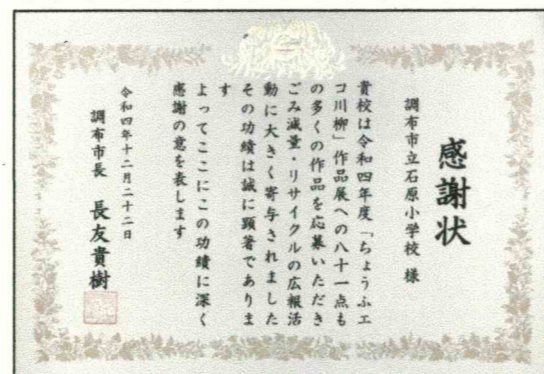 感謝状
調布市立石原小学校 様
貴校は令和四年度「ちょうふエ
コ川柳」作品展への八十一点も
の多くの作品を応募いただき
ごみ減量・リサイクルの広報活
動に大きく寄与されました
その功績は誠に顕著でありま
す
よってここにこの功績に深く
感謝の意を表します
令和四年十二月二十二日
調布市長 長友貴樹